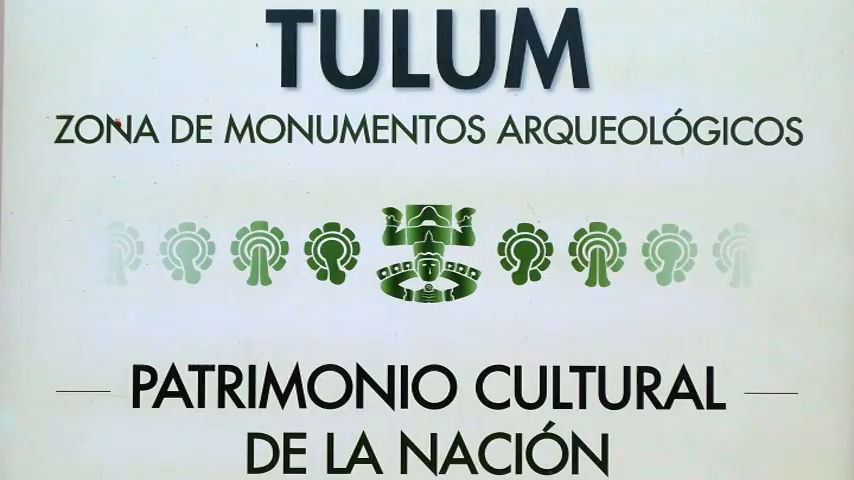 TULUM
ZONA DE MONUMENTOS ARQUEOLÓGICOS
PATRIMONIO CULTURAL
DE LA NACIÓN